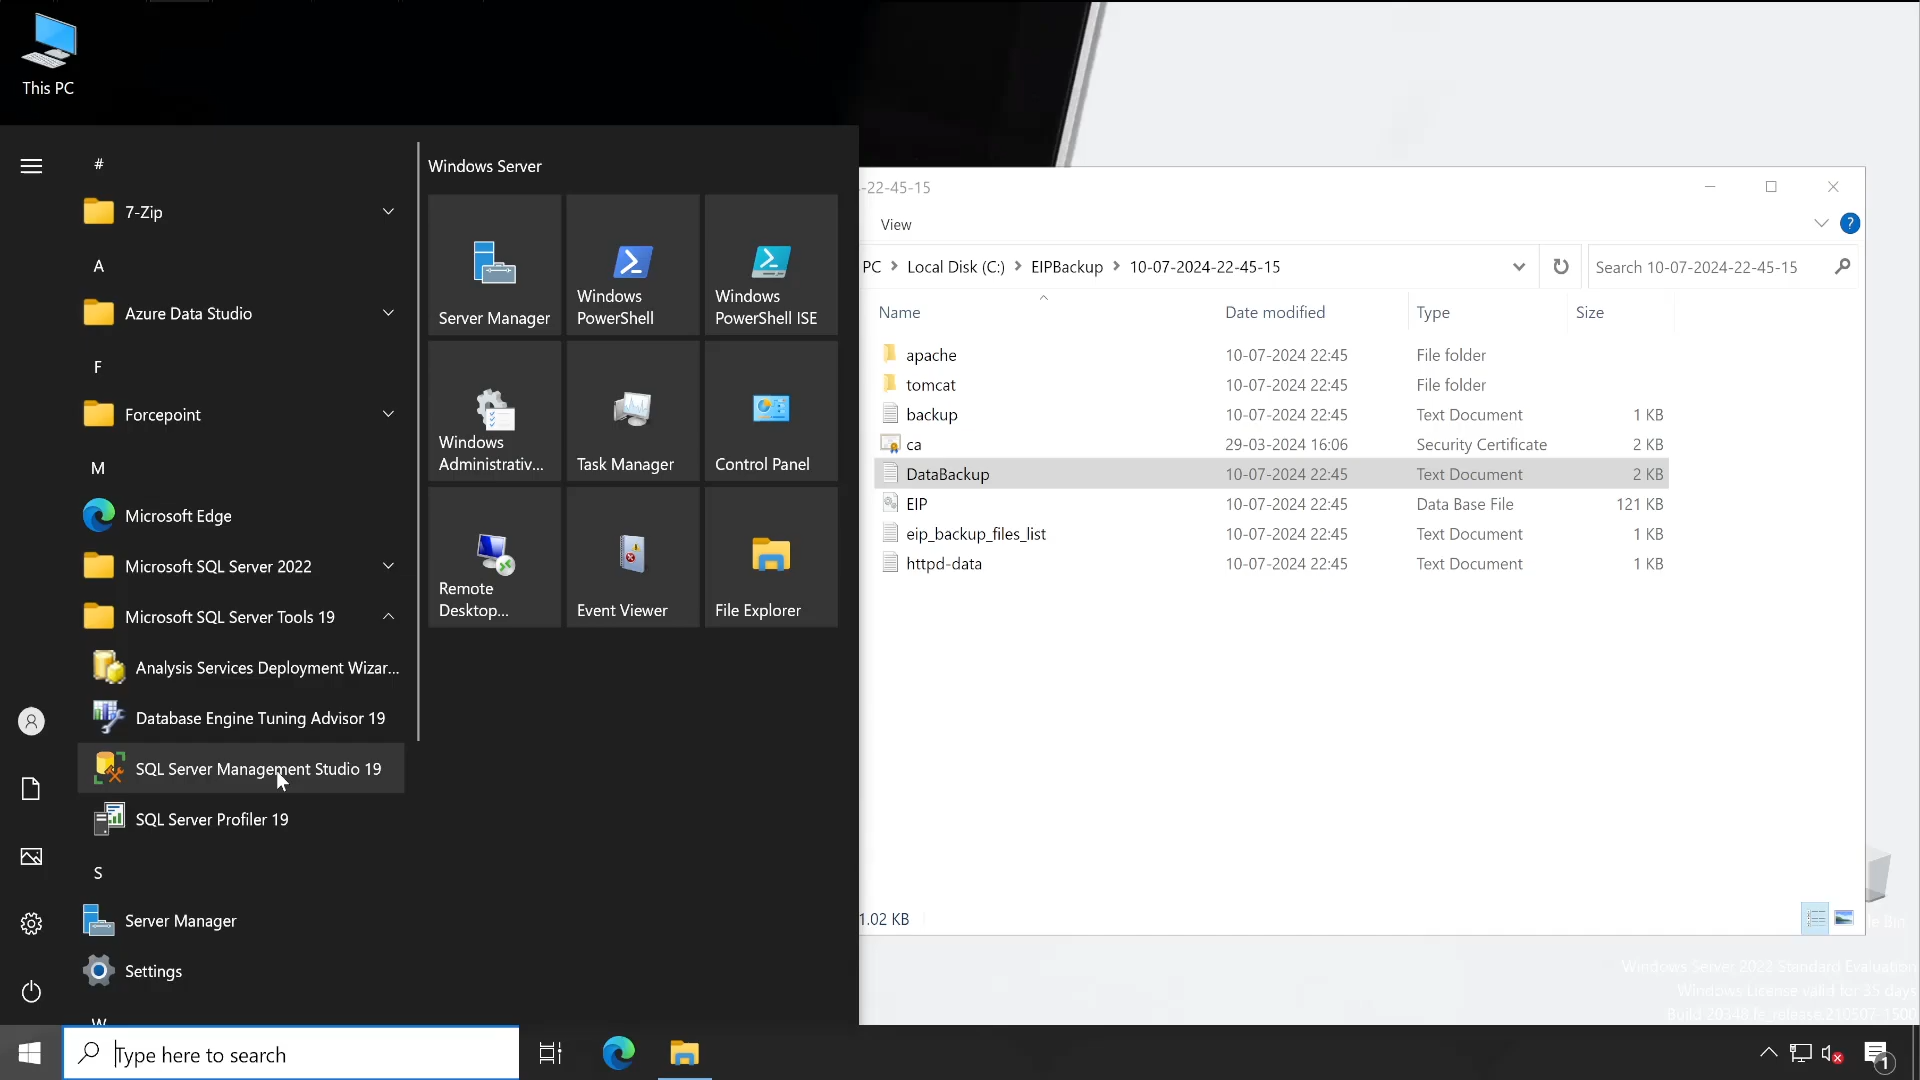 This PC
#
7-Zip
A
Azure Data Studio
F
Forcepoint
M
Microsoft Edge
Microsoft SQL Server 2022
Microsoft SQL Server Tools 19
Analysis Services Deployment Wizar...
Database Engine Tuning Advisor 19
SQL Server Management Studio 19
SQL Server Profiler 19
S
Server Manager
Settings
W
Type here to search
Windows Server
Server Manager
Windows
PowerShell
Windows
PowerShell ISE
Windows
Administrativ...
Task Manager
Control Panel
Remote
Desktop...
Event Viewer
File Explorer
-22-45-15
View
?
PC > Local Disk (C:) > EIPBackup > 10-07-2024-22-45-15
Search 10-07-2024-22-45-15
Name Date modified Type Size
apache 10-07-2024 22:45 File folder
tomcat 10-07-2024 22:45 File folder
backup 10-07-2024 22:45 Text Document 1 KB
ca 29-03-2024 16:06 Security Certificate 2 KB
DataBackup 10-07-2024 22:45 Text Document 2 KB
EIP 10-07-2024 22:45 Data Base File 121 KB
eip_backup_files_list 10-07-2024 22:45 Text Document 1 KB
httpd-data 10-07-2024 22:45 Text Document 1 KB
1.02 KB
le Bin
Windows Server 2022 Standard Evaluation
Windows License valid for 35 days
Build 20348.fe_release.210507-1500
1